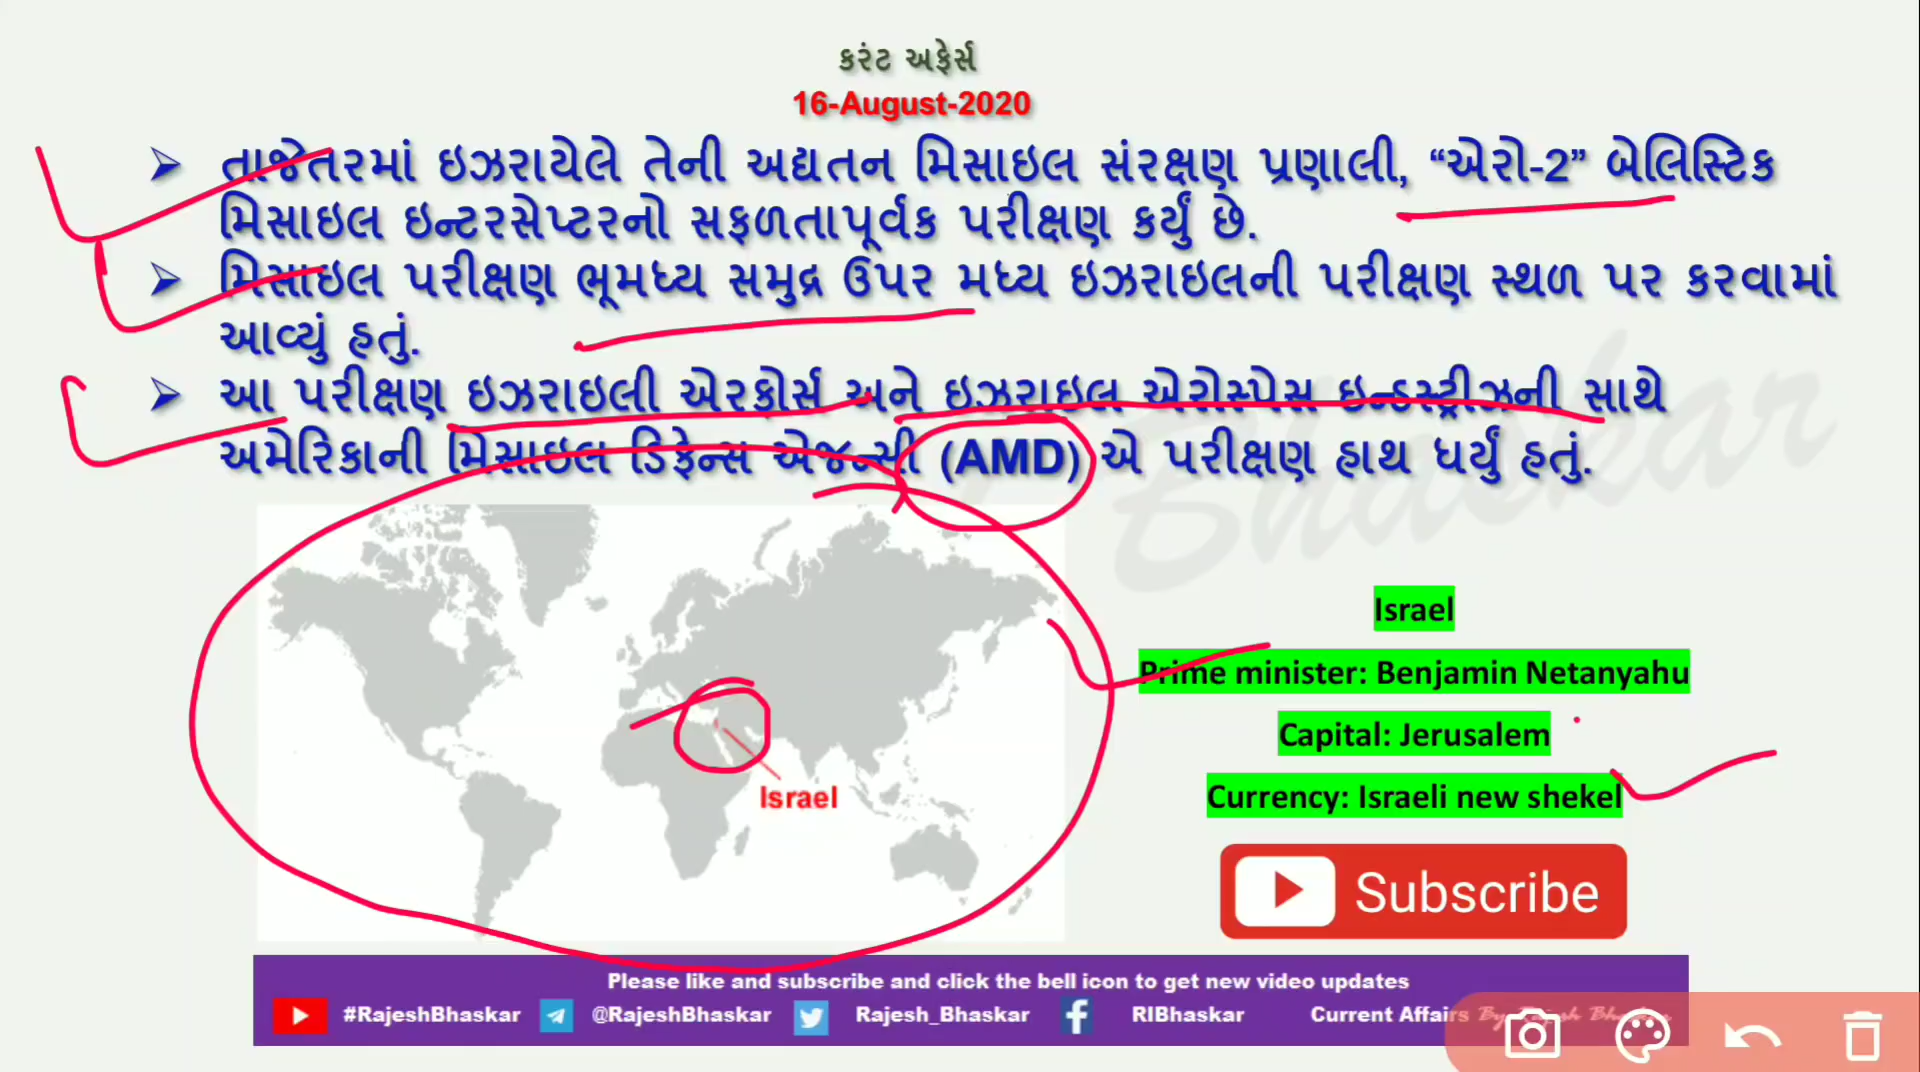 કરંટ અફેર્સ
16-August-2020
➢ તાજેતરમાં ઇઝરાયેલે તેની અદ્યતન મિસાઇલ સંરક્ષણ પ્રણાલી, “એરો-2” બેલિસ્ટિક
મિસાઇલ ઇન્ટરસેપ્ટરનો સફળતાપૂર્વક પરીક્ષણ કર્યું છે.
➢ મિસાઇલ પરીક્ષણ ભૂમધ્ય સમુદ્ર ઉપર મધ્ય ઇઝરાઇલની પરીક્ષણ સ્થળ પર કરવામાં
આવ્યું હતું.
➢ આ પરીક્ષણ ઇઝરાઇલી એરફોર્સ અને ઇઝરાઇલ એરોસ્પેસ ઇન્ડસ્ટ્રીઝની સાથે
અમેરિકાની મિસાઇલ ડિફેન્સ એજન્સી (AMD) એ પરીક્ષણ હાથ ધર્યું હતું.
Bhaskar
Israel
Israel
Prime minister: Benjamin Netanyahu
Capital: Jerusalem
Currency: Israeli new shekel
Subscribe
Please like and subscribe and click the bell icon to get new video updates
#RajeshBhaskar @RajeshBhaskar Rajesh_Bhaskar RIBhaskar Current Affairs By Rajesh Bhaskar